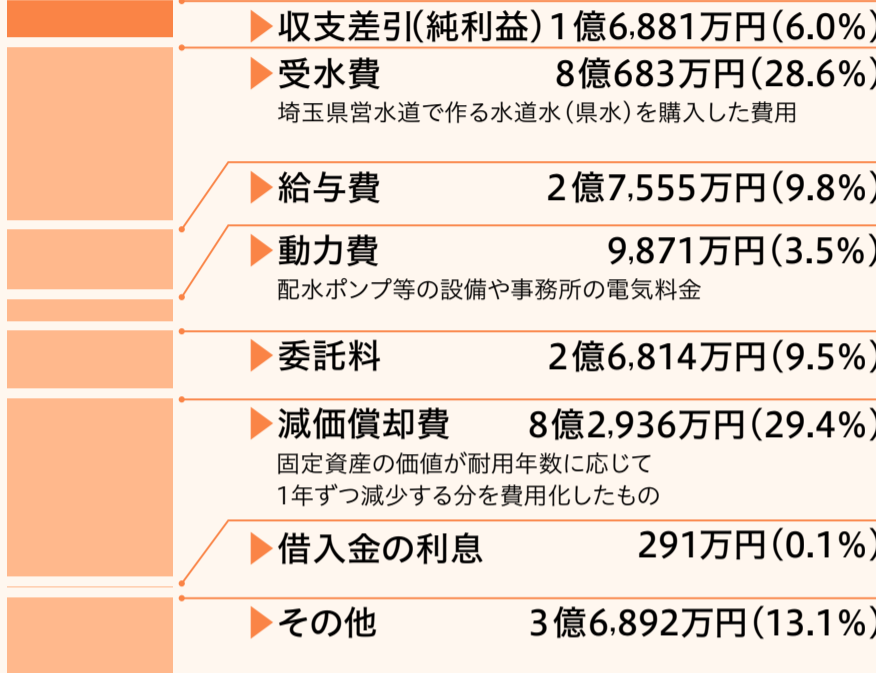 ▶収支差引(純利益) 1億6,881万円(6.0%)
▶受水費 8億683万円(28.6%)
埼玉県営水道で作る水道水(県水)を購入した費用
▶給与費 2億7,555万円(9.8%)
▶動力費 9,871万円(3.5%)
配水ポンプ等の設備や事務所の電気料金
▶委託料 2億6,814万円(9.5%)
▶減価償却費 8億2,936万円(29.4%)
固定資産の価値が耐用年数に応じて
1年ずつ減少する分を費用化したもの
▶借入金の利息 291万円(0.1%)
▶その他 3億6,892万円(13.1%)